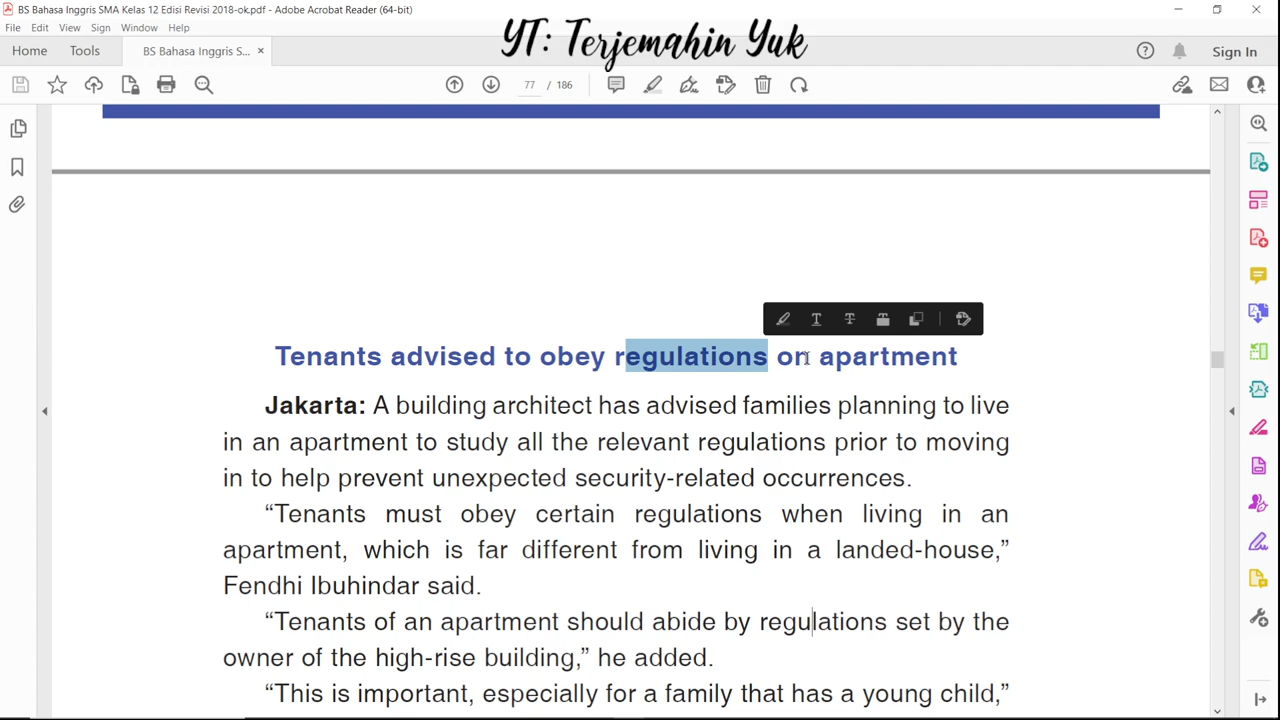 BS Bahasa Inggris SMA Kelas 12 Edisi Revisi 2018-ok.pdf - Adobe Acrobat Reader (64-bit)
File Edit View Sign Window Help
YT: Terjemahin Yuk
Home Tools BS Bahasa Inggris S... × Sign In
77 / 186
Tenants advised to obey regulations on apartment
Jakarta: A building architect has advised families planning to live
in an apartment to study all the relevant regulations prior to moving
in to help prevent unexpected security-related occurrences.
“Tenants must obey certain regulations when living in an
apartment, which is far different from living in a landed-house,”
Fendhi Ibuhindar said.
“Tenants of an apartment should abide by regulations set by the
owner of the high-rise building,” he added.
“This is important, especially for a family that has a young child,”